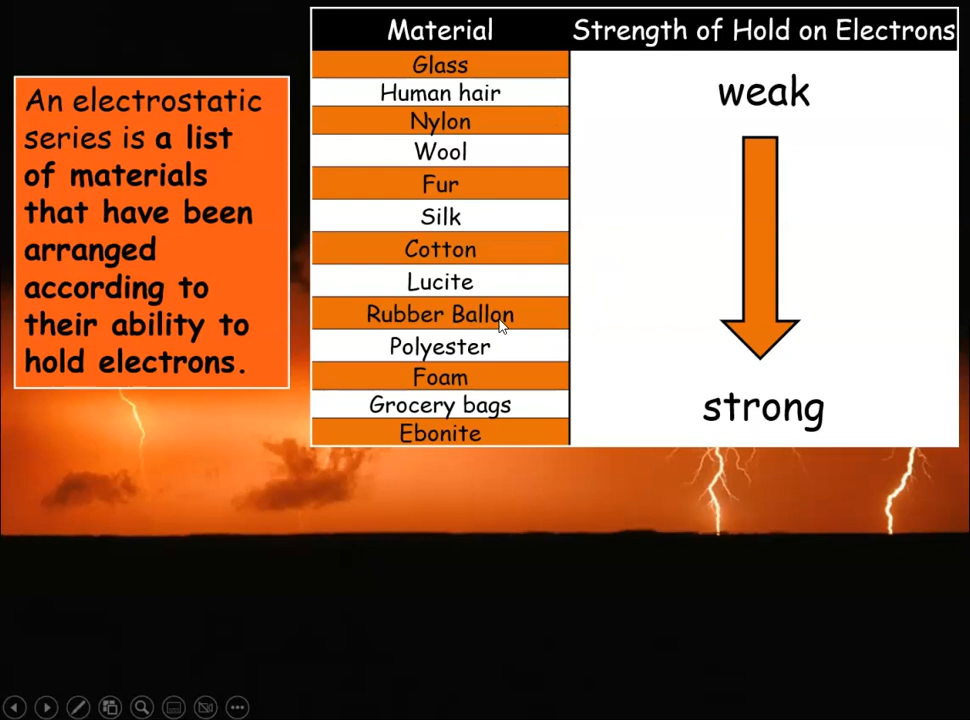 An electrostatic
series is a list
of materials
that have been
arranged
according to
their ability to
hold electrons.
Material
Strength of Hold on Electrons
Glass
Human hair
Nylon
Wool
Fur
Silk
Cotton
Lucite
Rubber Ballon
Polyester
Foam
Grocery bags
Ebonite
weak
strong